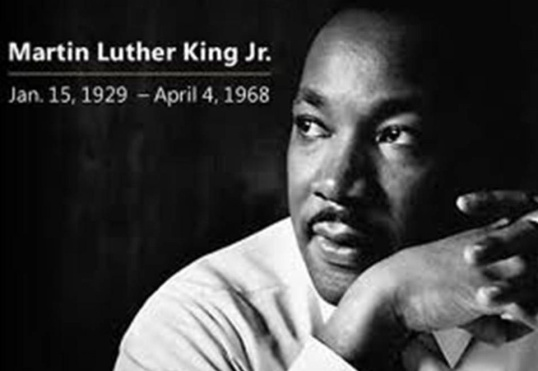 Martin Luther King Jr.
Jan. 15, 1929 – April 4, 1968